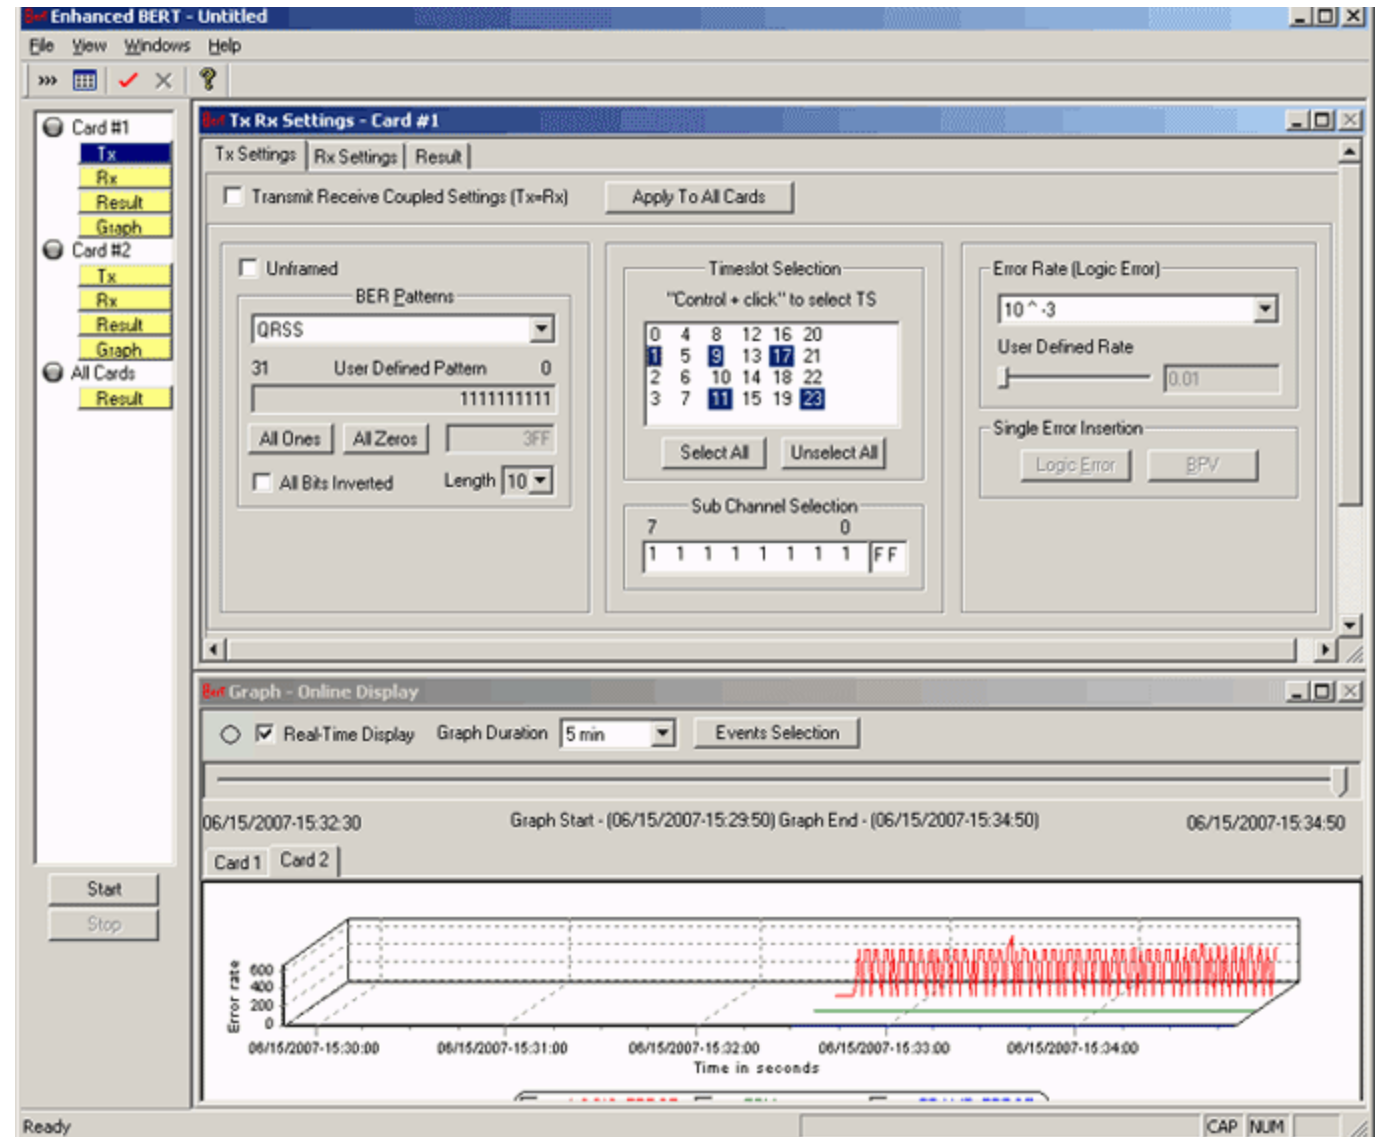 Bert Enhanced BERT - Untitled
File View Windows Help
Card #1
Tx
Rx
Result
Graph
Card #2
Tx
Rx
Result
Graph
All Cards
Result
Start
Stop
Bert Tx Rx Settings - Card #1
Tx Settings Rx Settings Result
Transmit Receive Coupled Settings (Tx=Rx) Apply To All Cards
Unframed
BER Patterns
QRSS
31 User Defined Pattern 0
1111111111
All Ones All Zeros 3FF
All Bits Inverted Length 10
Timeslot Selection
"Control + click" to select TS
0 4 8 12 16 20
1 5 9 13 17 21
2 6 10 14 18 22
3 7 11 15 19 23
Select All Unselect All
Sub Channel Selection
7 0
1 1 1 1 1 1 1 1 FF
Error Rate (Logic Error)
10 ^ -3
User Defined Rate
0.01
Single Error Insertion
Logic Error BPV
Bert Graph - Online Display
Real-Time Display Graph Duration 5 min Events Selection
06/15/2007-15:32:30 Graph Start - (06/15/2007-15:29:50) Graph End - (06/15/2007-15:34:50) 06/15/2007-15:34:50
Card 1 Card 2
Error rate
600
400
200
0
06/15/2007-15:30:00 06/15/2007-15:31:00 06/15/2007-15:32:00 06/15/2007-15:33:00 06/15/2007-15:34:00
Time in seconds
Ready CAP NUM